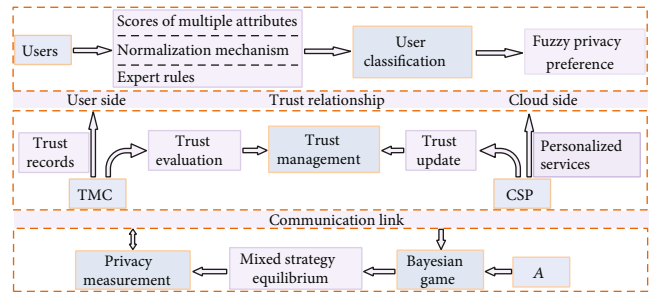 Users
Scores of multiple attributes
Normalization mechanism
Expert rules
User
classification
Fuzzy privacy
preference
User side
Trust relationship
Cloud side
Trust
records
Trust
evaluation
Trust
management
Trust
update
Personalized
services
TMC
CSP
Communication link
Privacy
measurement
Mixed strategy
equilibrium
Bayesian
game
A